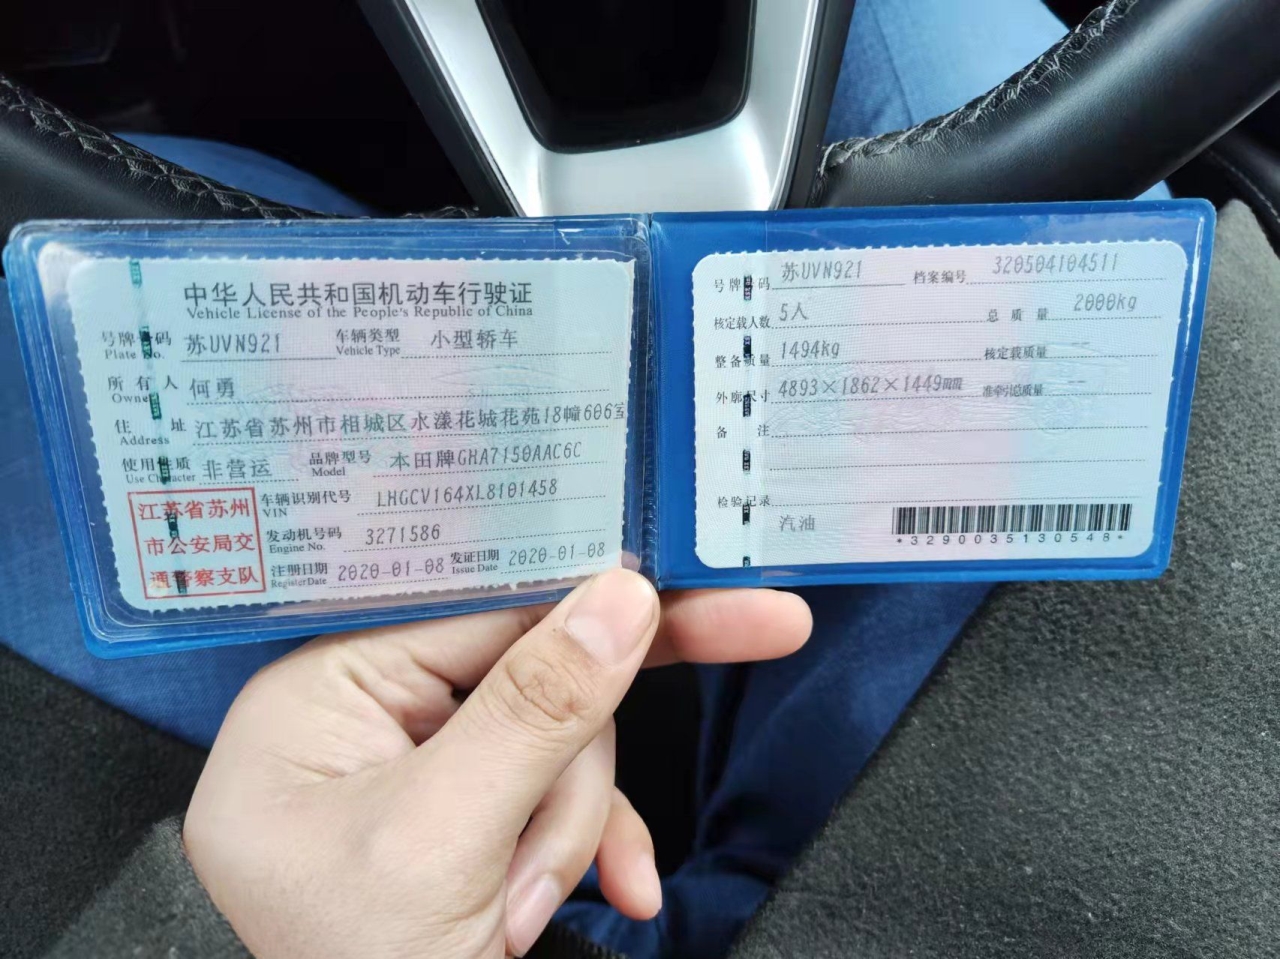 中华人民共和国机动车行驶证
Vehicle License of the People's Republic of China
号牌号码 苏UVN921 车辆类型 小型轿车
Plate No. Vehicle Type
所有人 何勇
Owner
住址 江苏省苏州市相城区水漾花城花苑18幢606室
Address
使用性质 非营运 品牌型号 本田牌GHA7150AAC6C
Use Character Model
江苏省苏州
市公安局交
通警察支队
车辆识别代号 LHGCV164XL8101458
VIN
发动机号码 3271586
Engine No.
注册日期 2020-01-08 发证日期 2020-01-08
Register Date Issue Date
号牌号码 苏UVN921 档案编号 320504104511
核定载人数 5人 总质量 2000kg
整备质量 1494kg 核定载质量 --
外廓尺寸 4893×1862×1449mm 准牵总质量 --
备注
检验记录
汽油
*3290035130548*